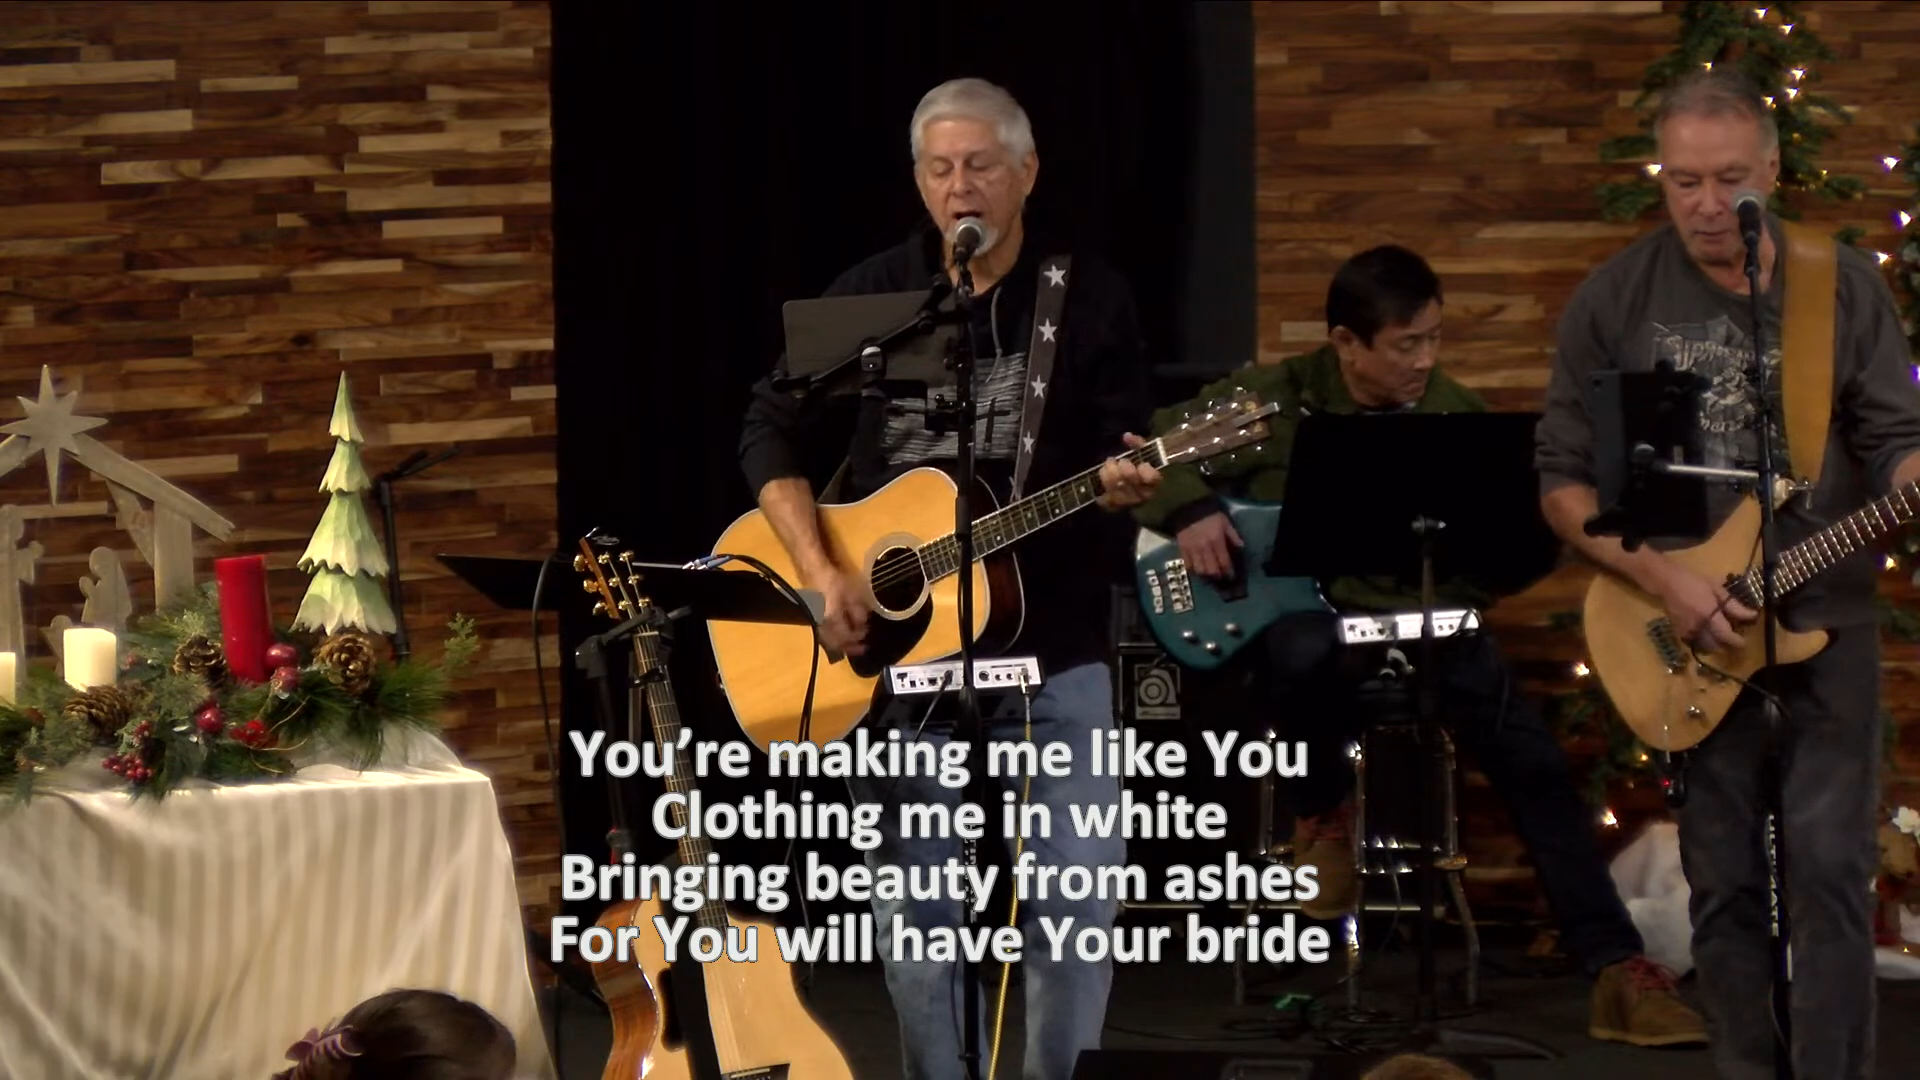 You're making me like You
Clothing me in white
Bringing beauty from ashes
For You will have Your bride